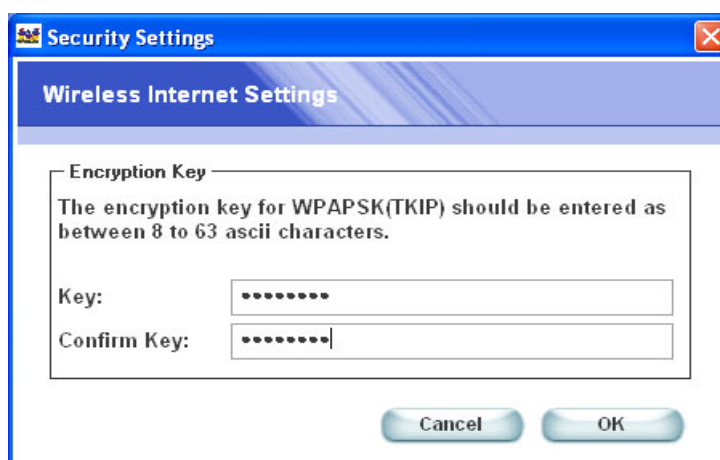 Security Settings
Wireless Internet Settings
Encryption Key
The encryption key for WPAPSK(TKIP) should be entered as
between 8 to 63 ascii characters.
Key: ••••••••
Confirm Key: ••••••••
Cancel OK